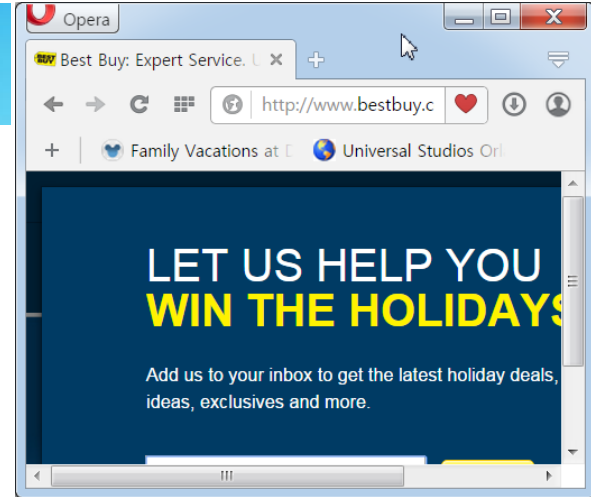 Opera
BUY Best Buy: Expert Service. U
http://www.bestbuy.c
Family Vacations at D
Universal Studios Orl
LET US HELP YOU
WIN THE HOLIDAYS
Add us to your inbox to get the latest holiday deals,
ideas, exclusives and more.